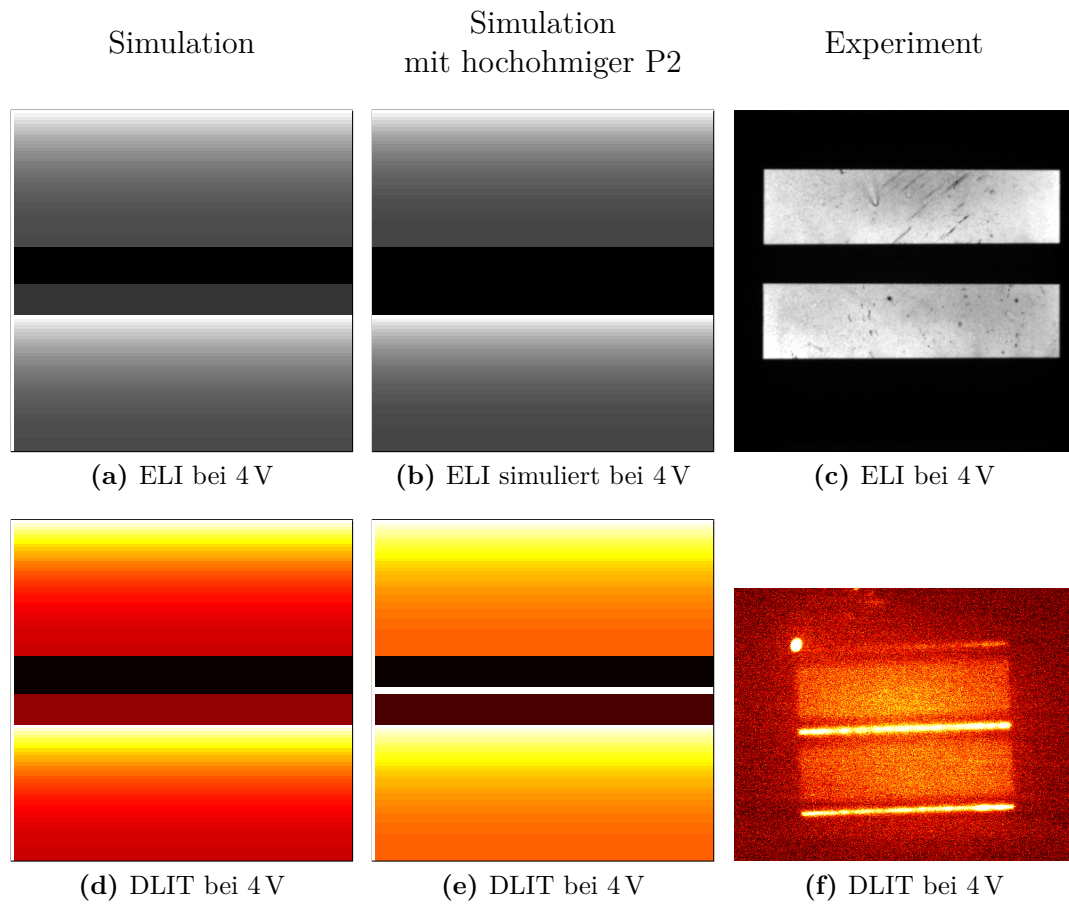 Simulation
Simulation
mit hochohmiger P2
Experiment
(a) ELI bei 4 V
(b) ELI simuliert bei 4 V
(c) ELI bei 4 V
(d) DLIT bei 4 V
(e) DLIT bei 4 V
(f) DLIT bei 4 V